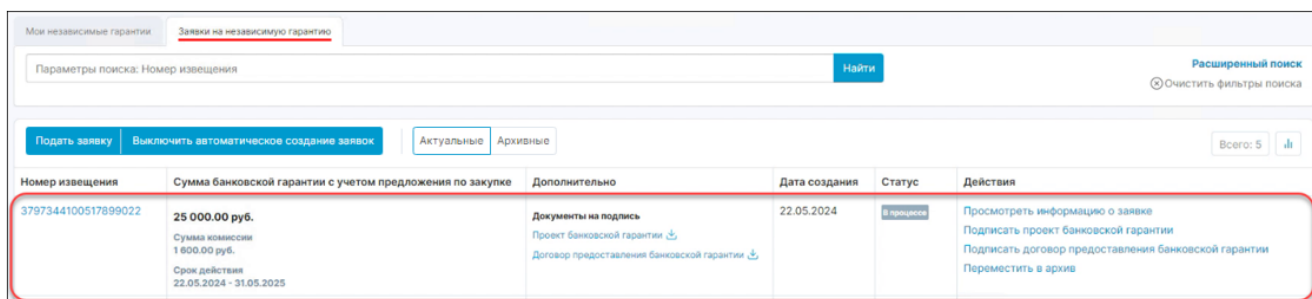 Мои независимые гарантии
Заявки на независимую гарантию
Параметры поиска: Номер извещения
Найти
Расширенный поиск
Очистить фильтры поиска
Подать заявку
Выключить автоматическое создание заявок
Актуальные
Архивные
Всего: 5
Номер извещения
Сумма банковской гарантии с учетом предложения по закупке
Дополнительно
Дата создания
Статус
Действия
3797344100517899022
25 000.00 руб.
Сумма комиссии
1 600.00 руб.
Срок действия
22.05.2024 - 31.05.2025
Документы на подпись
Проект банковской гарантии
Договор предоставления банковской гарантии
22.05.2024
В процессе
Просмотреть информацию о заявке
Подписать проект банковской гарантии
Подписать договор предоставления банковской гарантии
Переместить в архив